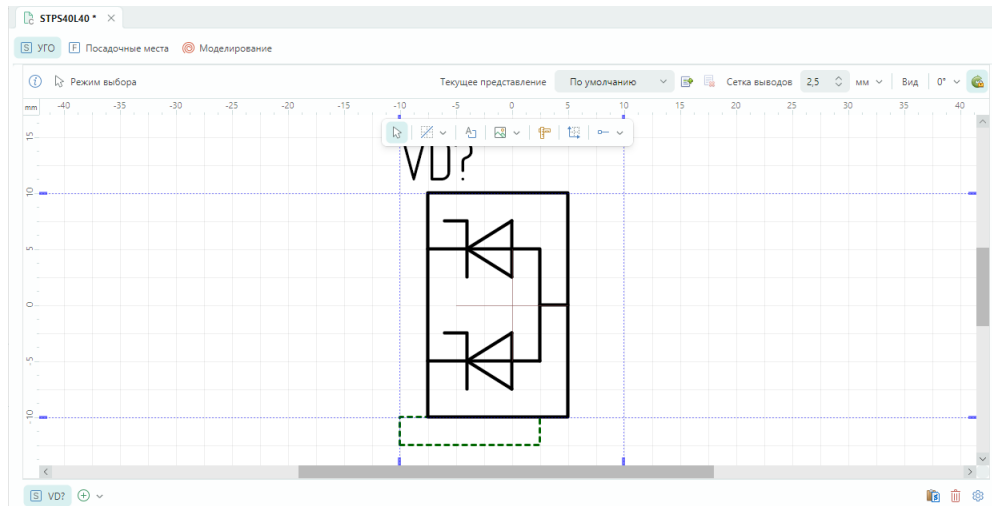 STPS40L40 *
S УГО F Посадочные места Моделирование
Режим выбора Текущее представление По умолчанию Сетка выводов 2,5 мм Вид 0°
mm -40 -35 -30 -25 -20 -15 -10 -5 0 5 10 15 20 25 30 35 40
15
VD?
10
5
0
-5
-10
S VD?